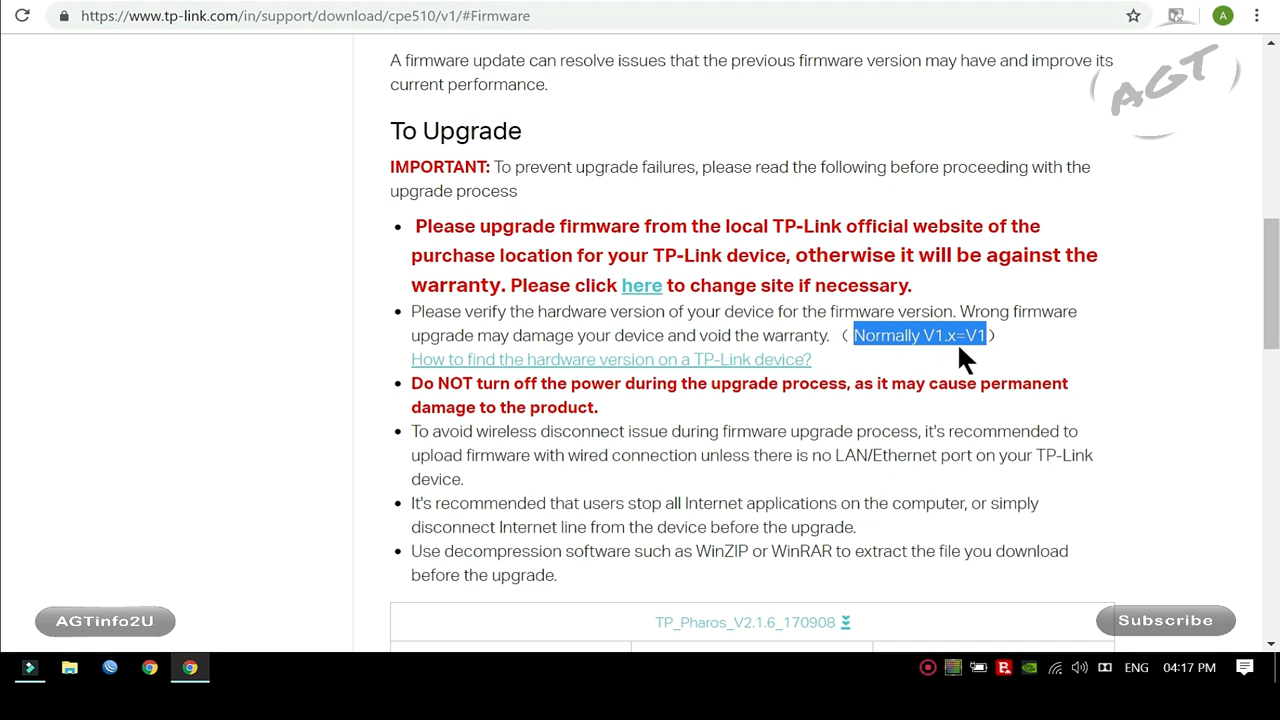 https://www.tp-link.com/in/support/download/cpe510/v1/#Firmware
A
A firmware update can resolve issues that the previous firmware version may have and improve its
current performance.
AGT
To Upgrade
IMPORTANT: To prevent upgrade failures, please read the following before proceeding with the
upgrade process
• Please upgrade firmware from the local TP-Link official website of the
purchase location for your TP-Link device, otherwise it will be against the
warranty. Please click here to change site if necessary.
• Please verify the hardware version of your device for the firmware version. Wrong firmware
upgrade may damage your device and void the warranty. （ Normally V1.x=V1）
How to find the hardware version on a TP-Link device?
• Do NOT turn off the power during the upgrade process, as it may cause permanent
damage to the product.
• To avoid wireless disconnect issue during firmware upgrade process, it's recommended to
upload firmware with wired connection unless there is no LAN/Ethernet port on your TP-Link
device.
• It's recommended that users stop all Internet applications on the computer, or simply
disconnect Internet line from the device before the upgrade.
• Use decompression software such as WinZIP or WinRAR to extract the file you download
before the upgrade.
AGTinfo2U
TP_Pharos_V2.1.6_170908
Subscribe
ENG
04:17 PM